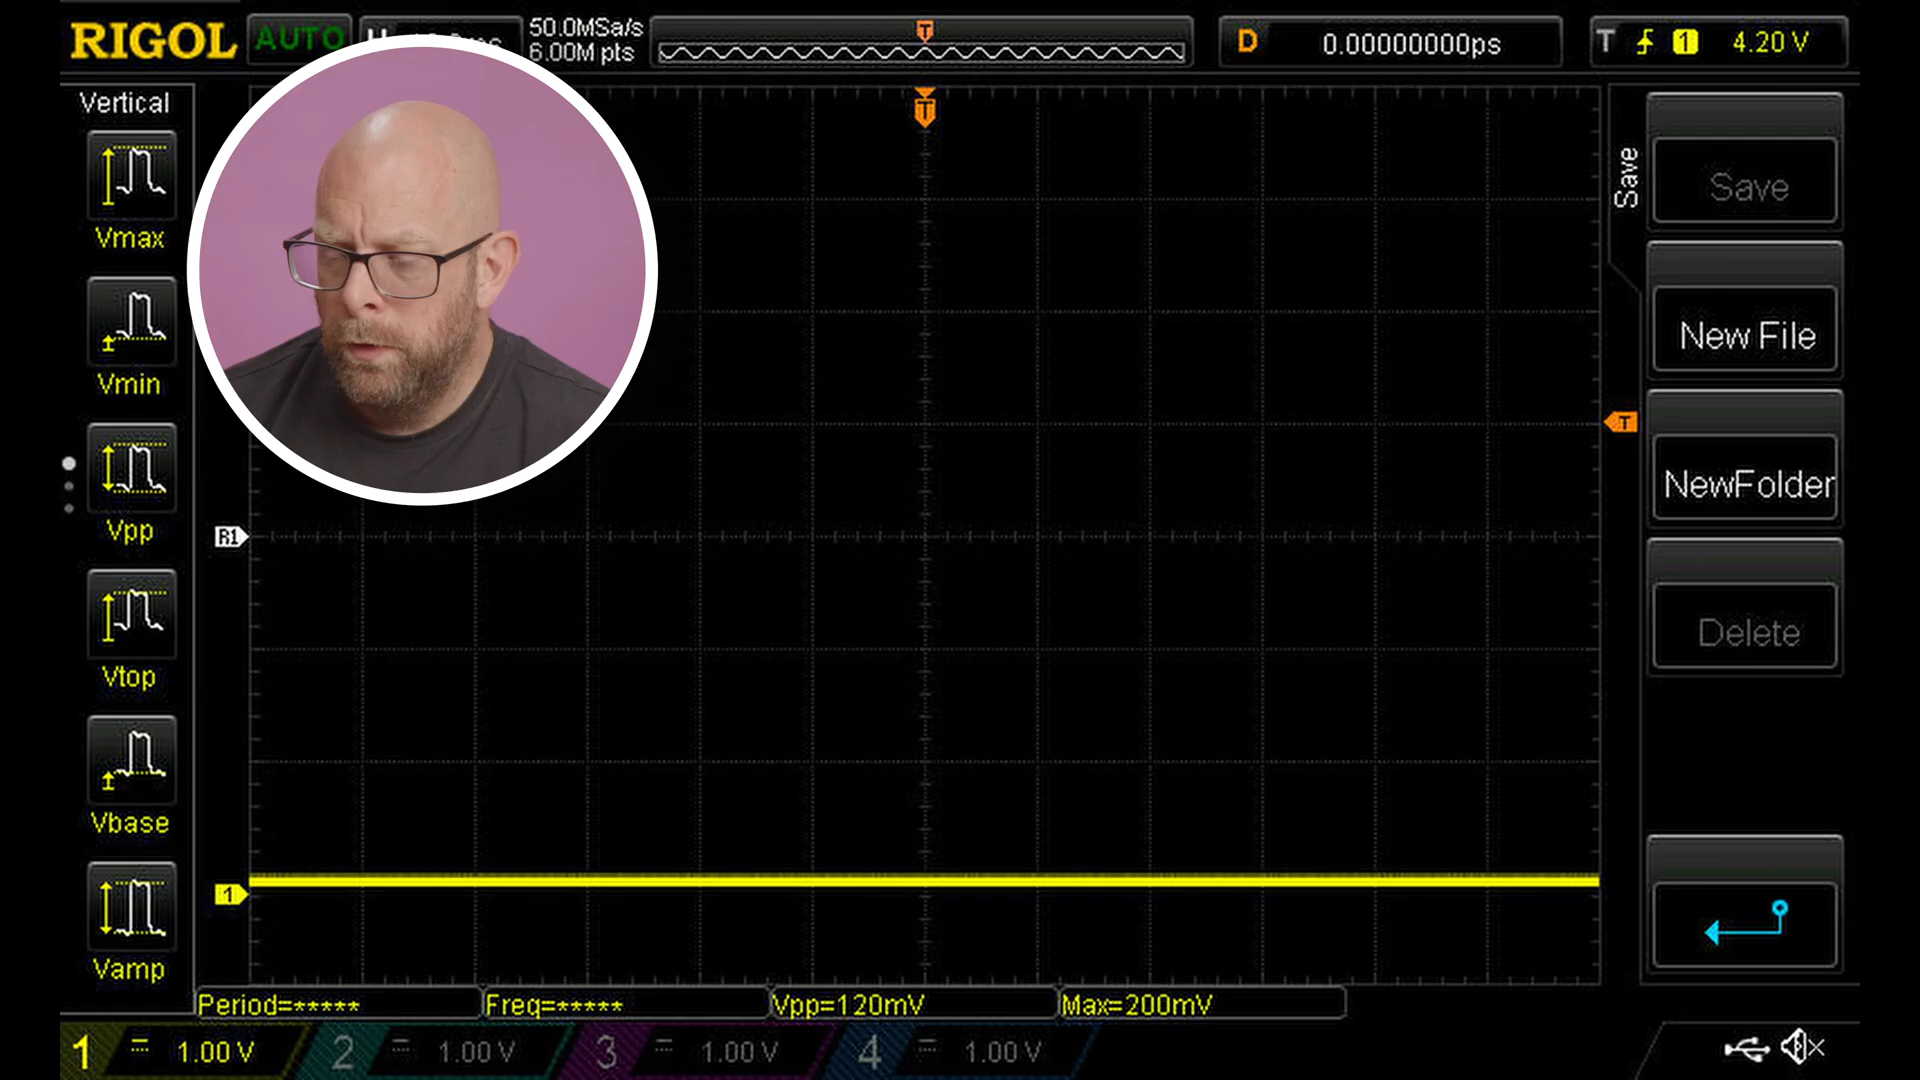 RIGOL AUTO H 50.0MSa/s 6.00M pts T D 0.00000000ps T 1 4.20 V
Vertical
Vmax
Vmin
Vpp
Vtop
Vbase
Vamp
T
R1
1
T
Save
Save
New File
NewFolder
Delete
Period=***** Freq=***** Vpp=120mV Max=200mV
1 1.00 V 2 1.00 V 3 1.00 V 4 1.00 V